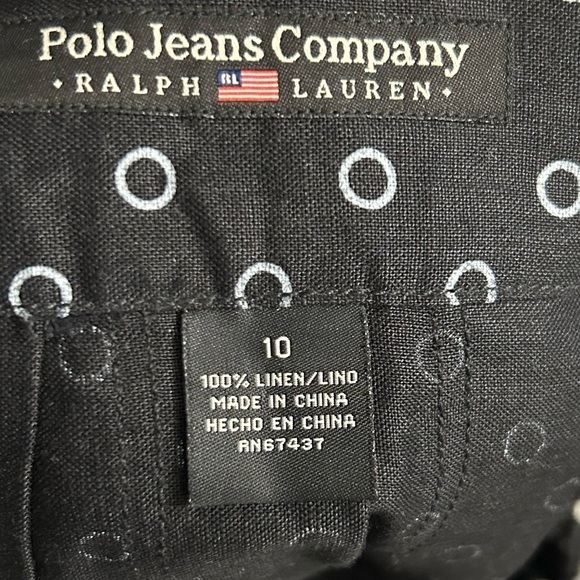 Polo Jeans Company
• RALPH RL LAUREN •
10
100% LINEN/LINO
MADE IN CHINA
HECHO EN CHINA
RN67437